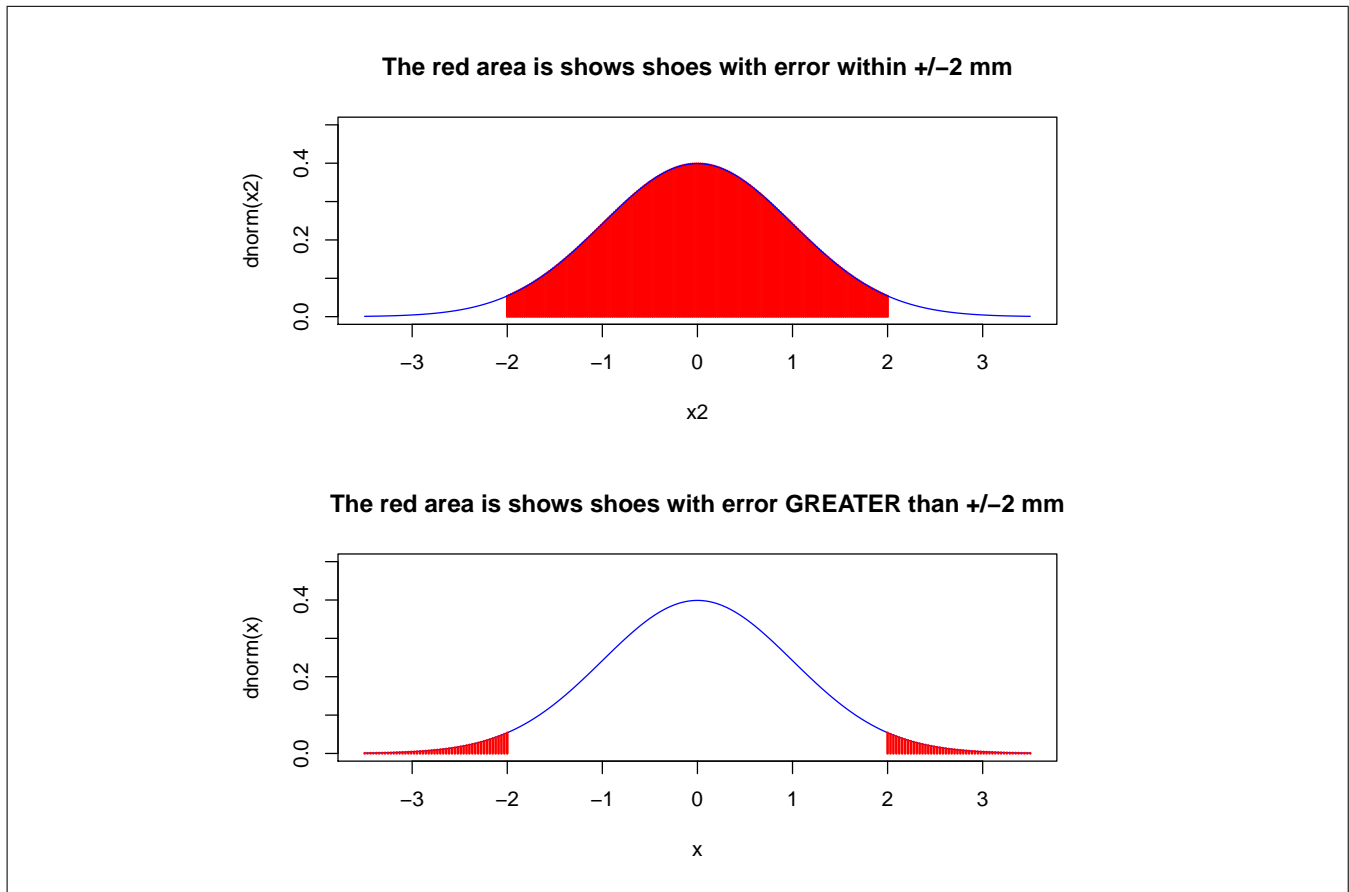 The red area is shows shoes with error within +/−2 mm
dnorm(x2)
0.4
0.2
0.0
−3 −2 −1 0 1 2 3
x2
The red area is shows shoes with error GREATER than +/−2 mm
dnorm(x)
0.4
0.2
0.0
−3 −2 −1 0 1 2 3
x